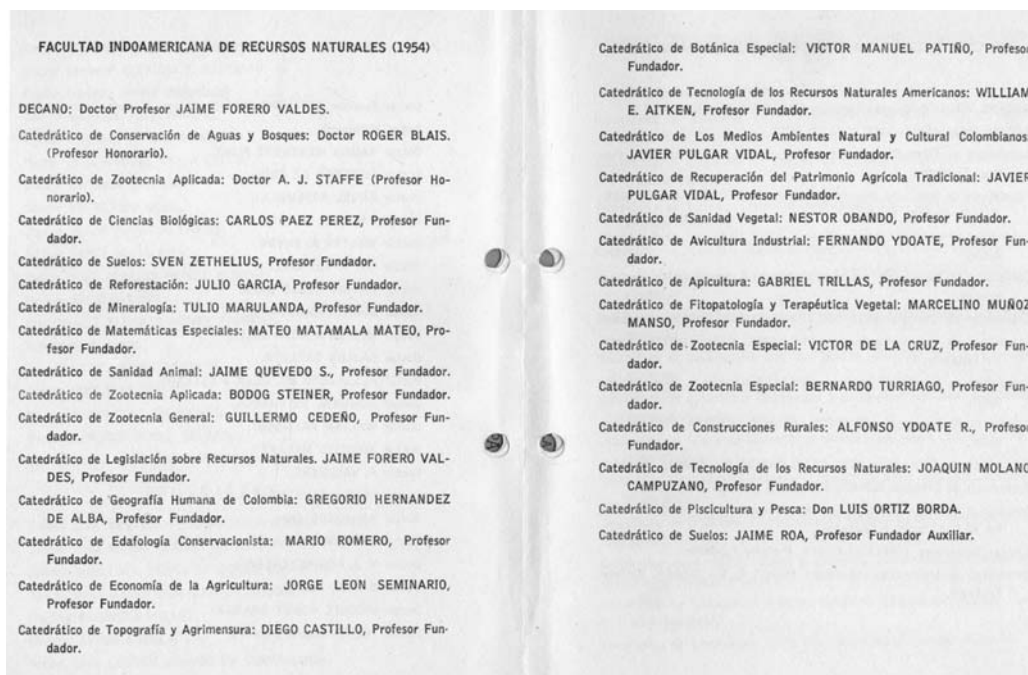 FACULTAD INDOAMERICANA DE RECURSOS NATURALES (1954)
DECANO: Doctor Profesor JAIME FORERO VALDES.
Catedrático de Conservación de Aguas y Bosques: Doctor ROGER BLAIS.
(Profesor Honorario).
Catedrático de Zootecnia Aplicada: Doctor A. J. STAFFE (Profesor Ho-
norario).
Catedrático de Ciencias Biológicas: CARLOS PAEZ PEREZ, Profesor Fun-
dador.
Catedrático de Suelos: SVEN ZETHELIUS, Profesor Fundador.
Catedrático de Reforestación: JULIO GARCIA, Profesor Fundador.
Catedrático de Mineralogía: TULIO MARULANDA, Profesor Fundador.
Catedrático de Matemáticas Especiales: MATEO MATAMALA MATEO, Pro-
fesor Fundador.
Catedrático de Sanidad Animal: JAIME QUEVEDO S., Profesor Fundador.
Catedrático de Zootecnia Aplicada: BODOG STEINER, Profesor Fundador.
Catedrático de Zootecnia General: GUILLERMO CEDEÑO, Profesor Fun-
dador.
Catedrático de Legislación sobre Recursos Naturales. JAIME FORERO VAL-
DES, Profesor Fundador.
Catedrático de Geografía Humana de Colombia: GREGORIO HERNANDEZ
DE ALBA, Profesor Fundador.
Catedrático de Edafología Conservacionista: MARIO ROMERO, Profesor
Fundador.
Catedrático de Economía de la Agricultura: JORGE LEON SEMINARIO,
Profesor Fundador.
Catedrático de Topografía y Agrimensura: DIEGO CASTILLO, Profesor Fun-
dador.
Catedrático de Botánica Especial: VICTOR MANUEL PATIÑO, Profesor
Fundador.
Catedrático de Tecnología de los Recursos Naturales Americanos: WILLIAM
E. AITKEN, Frofesor Fundador.
Catedrático de Los Medios Ambientes Natural y Cultural Colombianos:
JAVIER PULGAR VIDAL, Profesor Fundador.
Catedrático de Recuperación del Patrimonio Agrícola Tradicional: JAVIER
PULGAR VIDAL, Profesor Fundador.
Catedrático de Sanidad Vegetal: NESTOR OBANDO, Profesor Fundador.
Catedrático de Avicultura Industrial: FERNANDO YDOATE, Profesor Fun-
dador.
Catedrático de Apicultura: GABRIEL TRILLAS, Profesor Fundador.
Catedrático de Fitopatología y Terapéutica Vegetal: MARCELINO MUÑOZ
MANSO, Profesor Fundador.
Catedrático de Zootecnia Especial: VICTOR DE LA CRUZ, Profesor Fun-
dador.
Catedrático de Zootecnia Especial: BERNARDO TURRIAGO, Profesor Fun-
dador.
Catedrático de Construcciones Rurales: ALFONSO YDOATE R., Profesor
Fundador.
Catedrático de Tecnología de los Recursos Naturales: JOAQUIN MOLANO
CAMPUZANO, Profesor Fundador.
Catedrático de Piscicultura y Pesca: Don LUIS ORTIZ BORDA.
Catedrático de Suelos: JAIME ROA, Profesor Fundador Auxiliar.